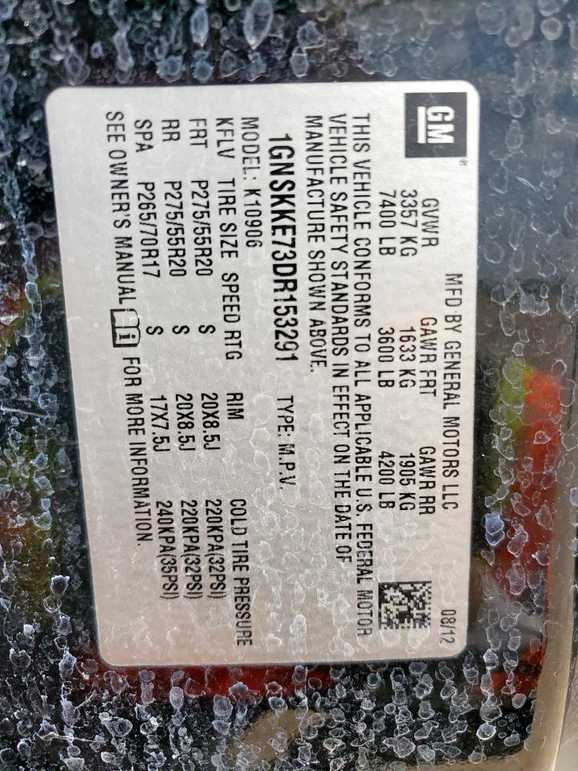 GM®
MFD BY GENERAL MOTORS LLC 08/12
GVWR GAWR FRT GAWR RR
3357 KG 1633 KG 1905 KG
7400 LB 3600 LB 4200 LB
THIS VEHICLE CONFORMS TO ALL APPLICABLE U.S. FEDERAL MOTOR
VEHICLE SAFETY STANDARDS IN EFFECT ON THE DATE OF
MANUFACTURE SHOWN ABOVE.
1GNSKKE73DR153291 TYPE: M.P.V.
MODEL: K10906
KFLV TIRE SIZE SPEED RTG RIM COLD TIRE PRESSURE
FRT P275/55R20 S 20X8.5J 220KPA(32PSI)
RR P275/55R20 S 20X8.5J 220KPA(32PSI)
SPA P265/70R17 S 17X7.5J 240KPA(35PSI)
SEE OWNER'S MANUAL FOR MORE INFORMATION.